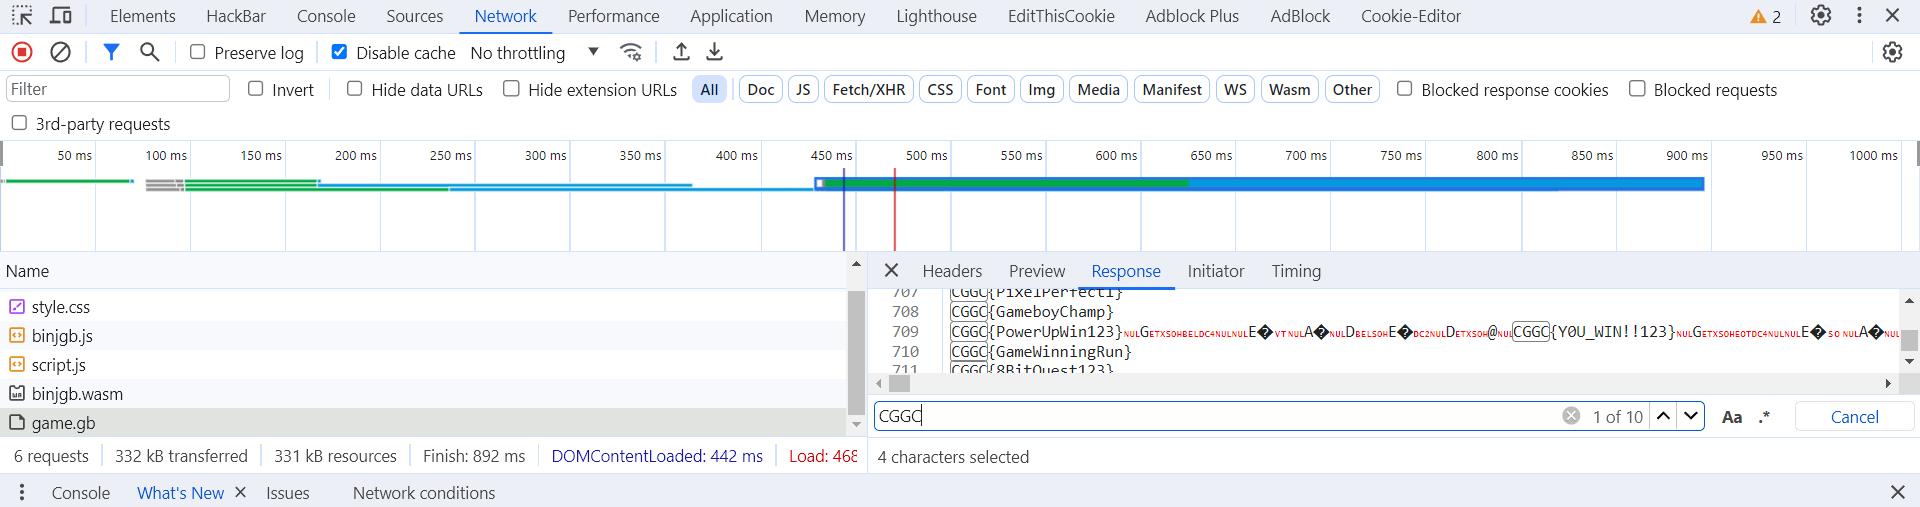 Elements HackBar Console Sources Network Performance Application Memory Lighthouse EditThisCookie Adblock Plus AdBlock Cookie-Editor 2
Preserve log Disable cache No throttling
Filter Invert Hide data URLs Hide extension URLs All Doc JS Fetch/XHR CSS Font Img Media Manifest WS Wasm Other Blocked response cookies Blocked requests
3rd-party requests
50 ms 100 ms 150 ms 200 ms 250 ms 300 ms 350 ms 400 ms 450 ms 500 ms 550 ms 600 ms 650 ms 700 ms 750 ms 800 ms 850 ms 900 ms 950 ms 1000 ms
Name
style.css
binjgb.js
script.js
binjgb.wasm
game.gb
6 requests 332 kB transferred 331 kB resources Finish: 892 ms DOMContentLoaded: 442 ms Load: 468
Headers Preview Response Initiator Timing
707 CGGC{PixelPerfect1}
708 CGGC{GameboyChamp}
709 CGGC{PowerUpWin123}NULGETXSOHBELDC4NULNULE�VTNULA�NULDBELSOHE�DC2NULDETXSOH@NULCGGC{Y0U_WIN!!123}NULGETXSOHEOTDC4NULNULE�SONULA�NUL
710 CGGC{GameWinningRun}
711 CGGC{8BitQuest123}
CGGC 1 of 10 Aa .* Cancel
4 characters selected
Console What's New Issues Network conditions